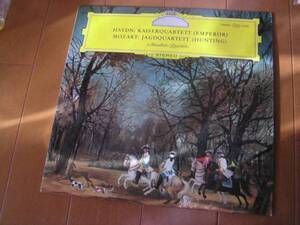 HAYDN: KAISERQUARTETT (EMPEROR)
MOZART: JAGDQUARTETT (HUNTING)
Amadeus-Quartett
STEREO